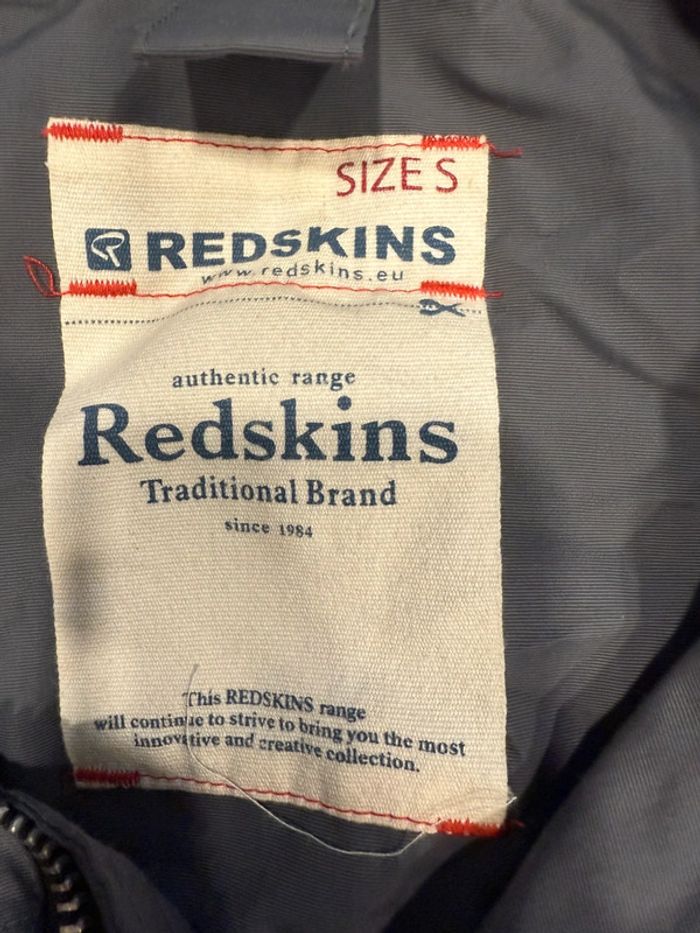 SIZE S
REDSKINS
www.redskins.eu
authentic range
Redskins
Traditional Brand
since 1984
This REDSKINS range
will continue to strive to bring you the most
innovative and creative collection.